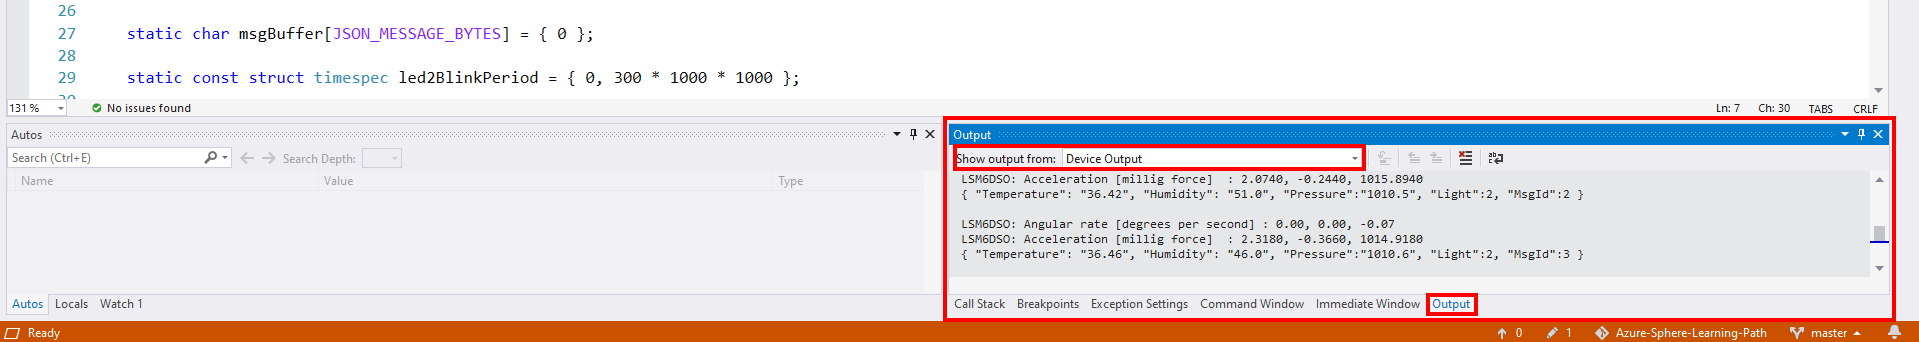 26
27 static char msgBuffer[JSON_MESSAGE_BYTES] = { 0 };
28
29 static const struct timespec led2BlinkPeriod = { 0, 300 * 1000 * 1000 };
131 % No issues found Ln: 7 Ch: 30 TABS CRLF
Autos
Search (Ctrl+E) Search Depth:
Name Value Type
Autos Locals Watch 1
Output
Show output from: Device Output
LSM6DSO: Acceleration [millig force]  : 2.0740, -0.2440, 1015.8940
{ "Temperature": "36.42", "Humidity": "51.0", "Pressure":"1010.5", "Light":2, "MsgId":2 }
LSM6DSO: Angular rate [degrees per second] : 0.00, 0.00, -0.07
LSM6DSO: Acceleration [millig force]  : 2.3180, -0.3660, 1014.9180
{ "Temperature": "36.46", "Humidity": "46.0", "Pressure":"1010.6", "Light":2, "MsgId":3 }
Call Stack Breakpoints Exception Settings Command Window Immediate Window Output
Ready 0 1 Azure-Sphere-Learning-Path master